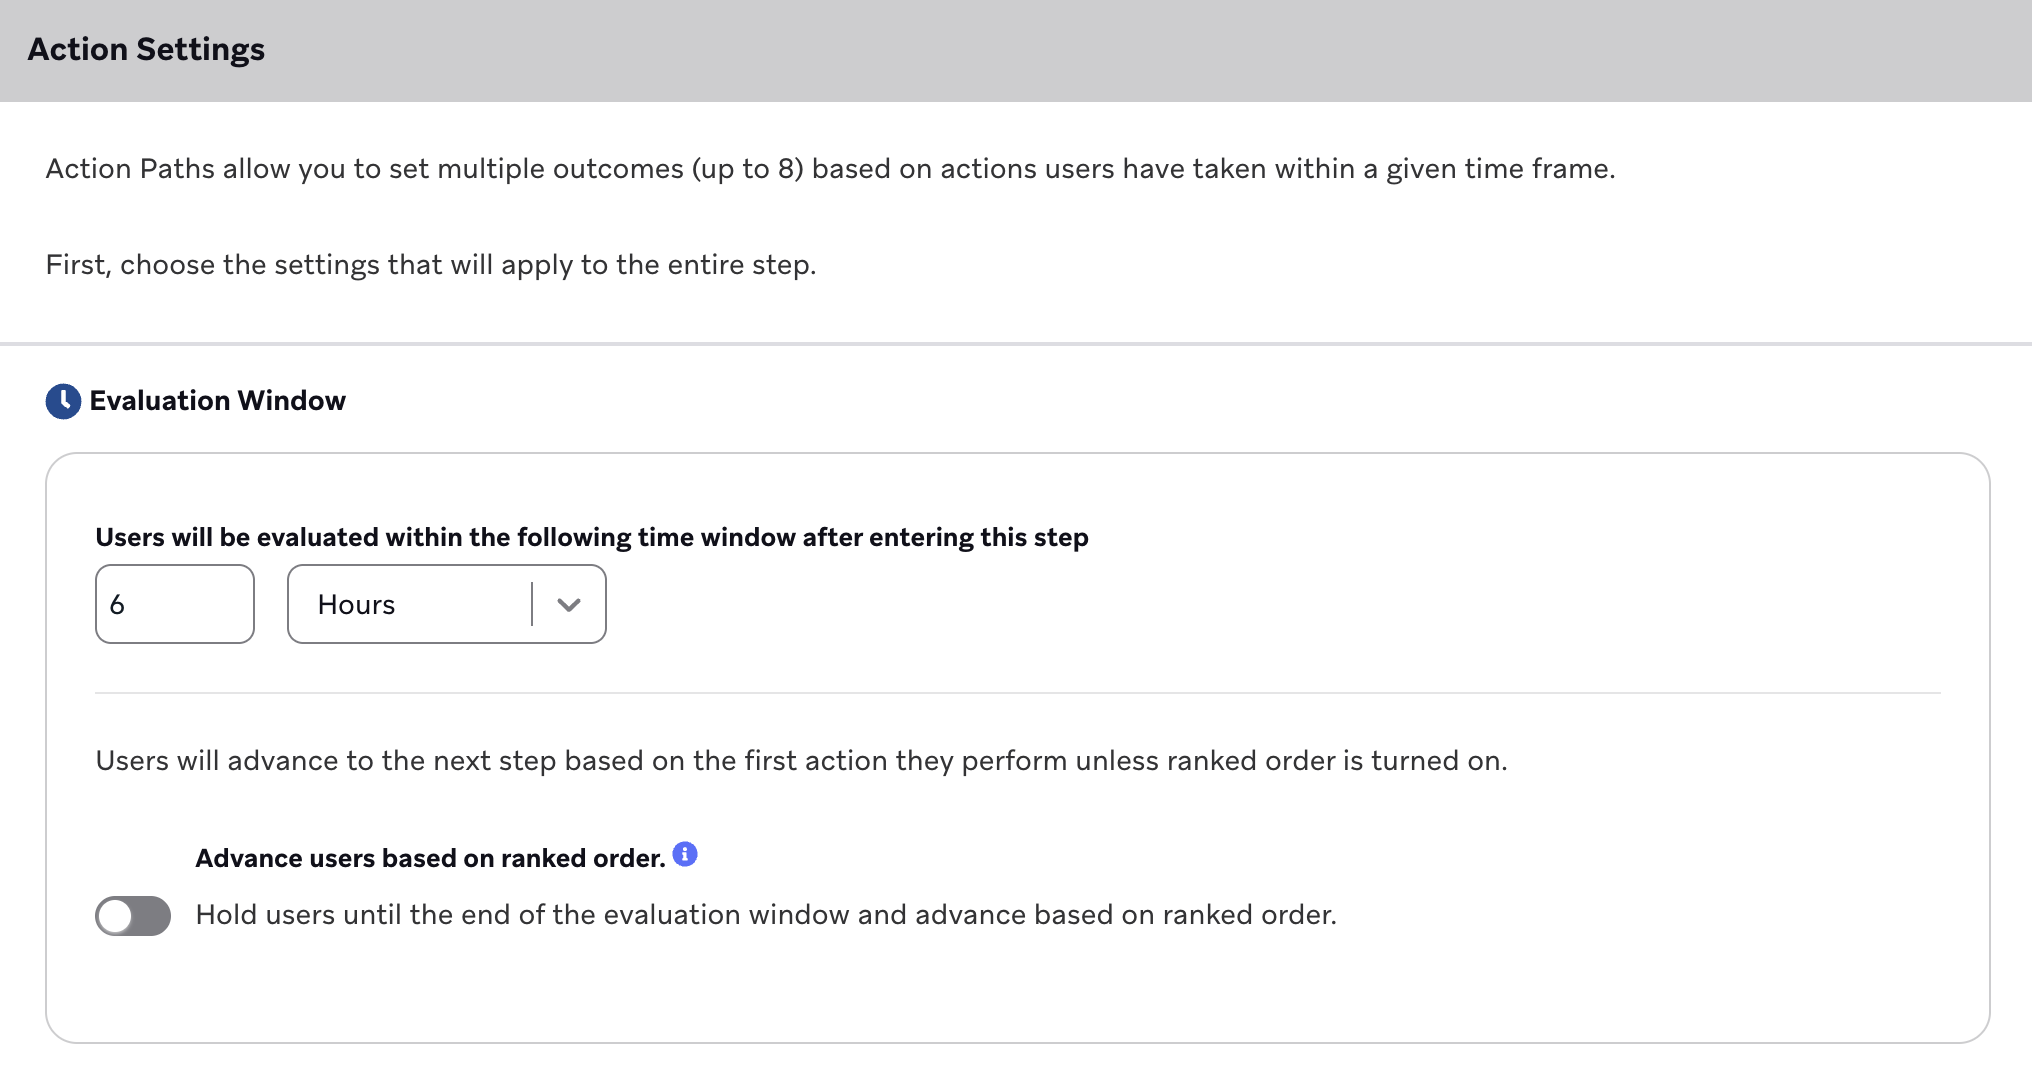 Action Settings
Action Paths allow you to set multiple outcomes (up to 8) based on actions users have taken within a given time frame.
First, choose the settings that will apply to the entire step.
Evaluation Window
Users will be evaluated within the following time window after entering this step
6 Hours
Users will advance to the next step based on the first action they perform unless ranked order is turned on.
Advance users based on ranked order.
Hold users until the end of the evaluation window and advance based on ranked order.